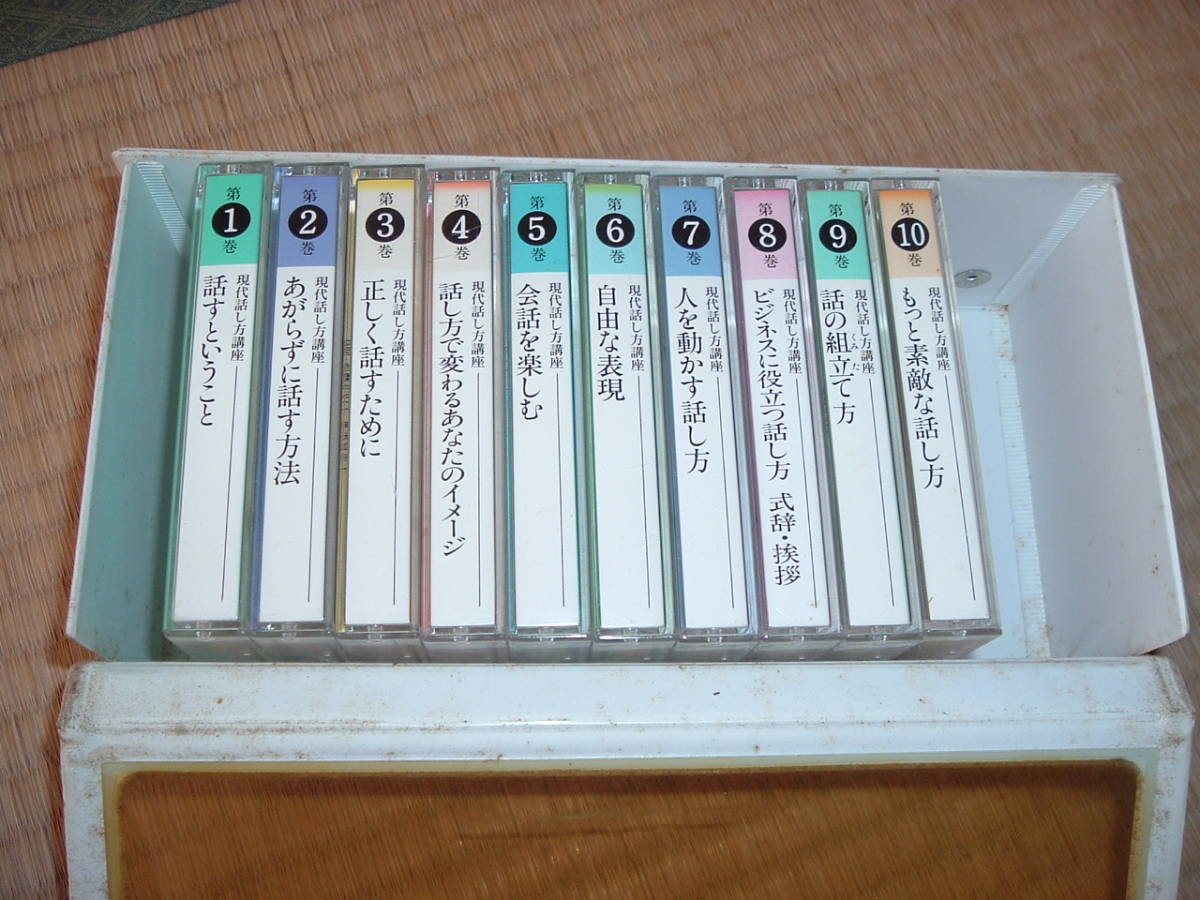 第
1
巻
現代話し方講座
話すということ
第
2
巻
現代話し方講座
あがらずに話す方法
第
3
巻
現代話し方講座
正しく話すために
第
4
巻
現代話し方講座
話し方で変わるあなたのイメージ
第
5
巻
現代話し方講座
会話を楽しむ
第
6
巻
現代話し方講座
自由な表現
第
7
巻
現代話し方講座
人を動かす話し方
第
8
巻
現代話し方講座
ビジネスに役立つ話し方 式辞・挨拶
第
9
巻
現代話し方講座
話の組立て方
第
10
巻
現代話し方講座
もっと素敵な話し方